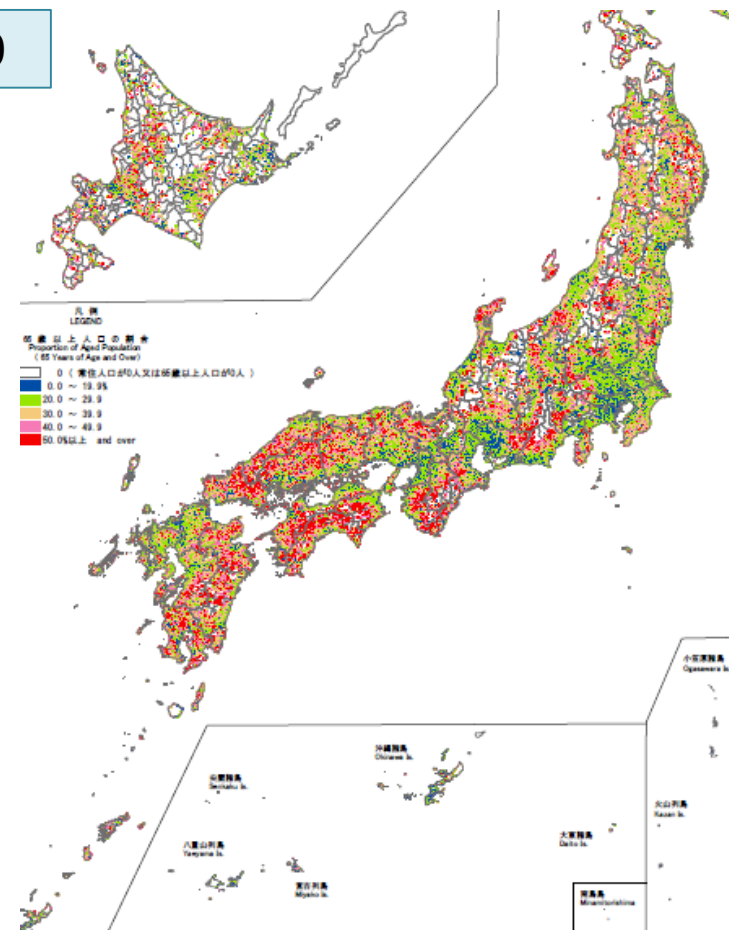 凡 例
LEGEND
65 歳 以 上 人 口 の 割 合
Proportion of Aged Population
( 65 Years of Age and Over)
0 ( 常住人口が0人又は65歳以上人口が0人 )
0.0 ～ 19.9%
20.0 ～ 29.9
30.0 ～ 39.9
40.0 ～ 49.9
50.0%以上 and over
小笠原諸島
Ogasawara Is.
沖縄諸島
Okinawa Is.
尖閣諸島
Senkaku Is.
火山列島
Kazan Is.
大東諸島
Daito Is.
八重山列島
Yaeyama Is.
宮古列島
Miyako Is.
南鳥島
Minamitorishima